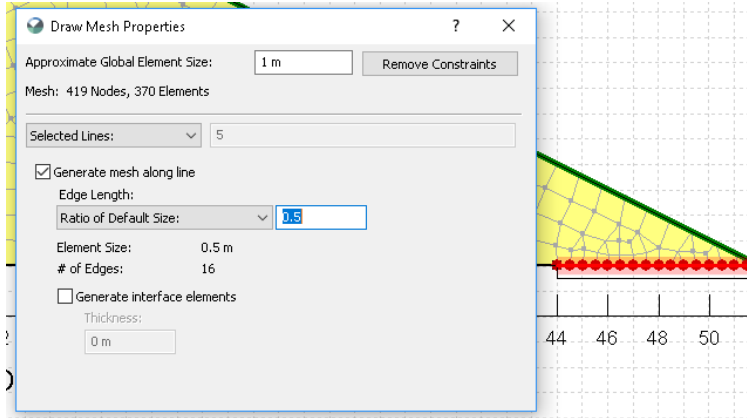 Draw Mesh Properties ?
Approximate Global Element Size: 1 m Remove Constraints
Mesh: 419 Nodes, 370 Elements
Selected Lines: 5
Generate mesh along line
Edge Length:
Ratio of Default Size: 0.5
Element Size: 0.5 m
# of Edges: 16
Generate interface elements
Thickness:
0 m
44 46 48 50